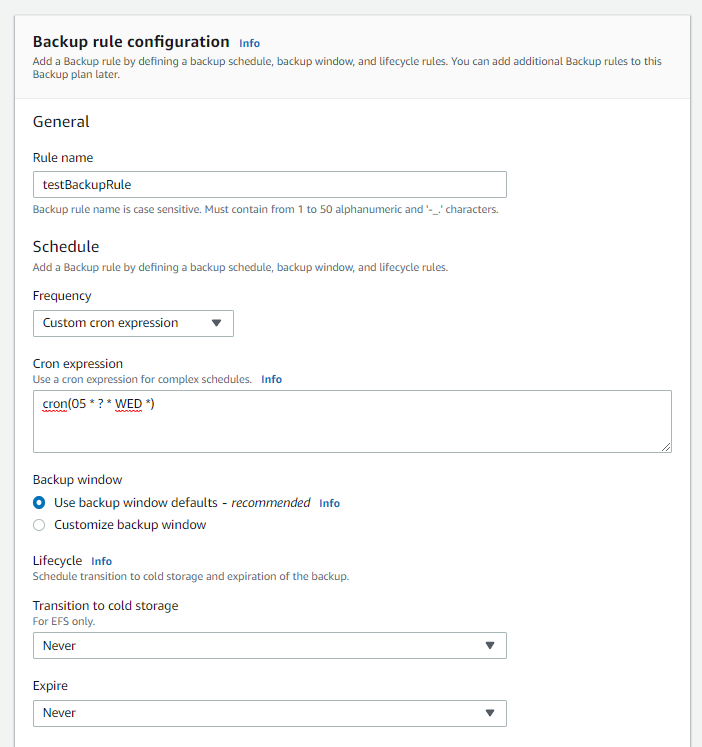 Backup rule configuration Info
Add a Backup rule by defining a backup schedule, backup window, and lifecycle rules. You can add additional Backup rules to this
Backup plan later.
General
Rule name
testBackupRule
Backup rule name is case sensitive. Must contain from 1 to 50 alphanumeric and '-_.' characters.
Schedule
Add a Backup rule by defining a backup schedule, backup window, and lifecycle rules.
Frequency
Custom cron expression
Cron expression
Use a cron expression for complex schedules. Info
cron(05 * ? * WED *)
Backup window
Use backup window defaults - recommended Info
Customize backup window
Lifecycle Info
Schedule transition to cold storage and expiration of the backup.
Transition to cold storage
For EFS only.
Never
Expire
Never